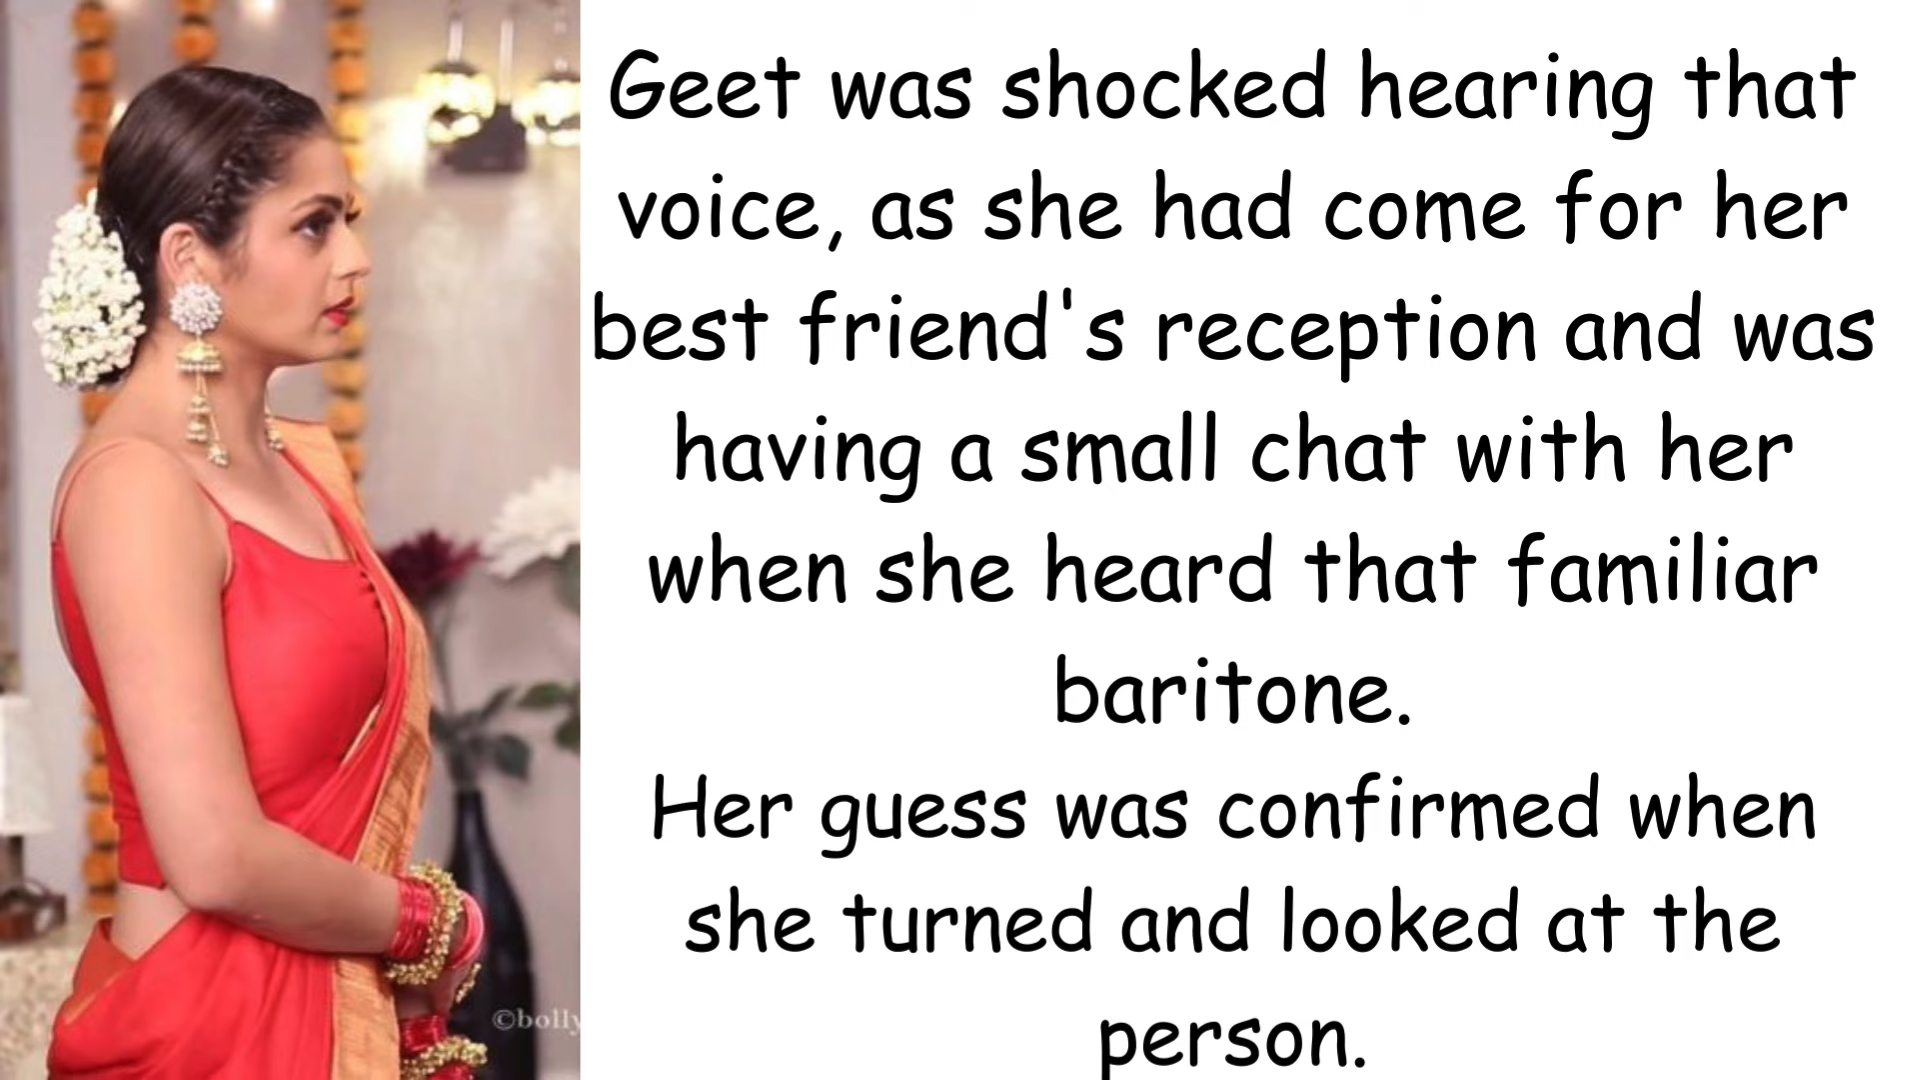 Geet was shocked hearing that
voice, as she had come for her
best friend's reception and was
having a small chat with her
when she heard that familiar
baritone.
Her guess was confirmed when
she turned and looked at the
person.
©bolly